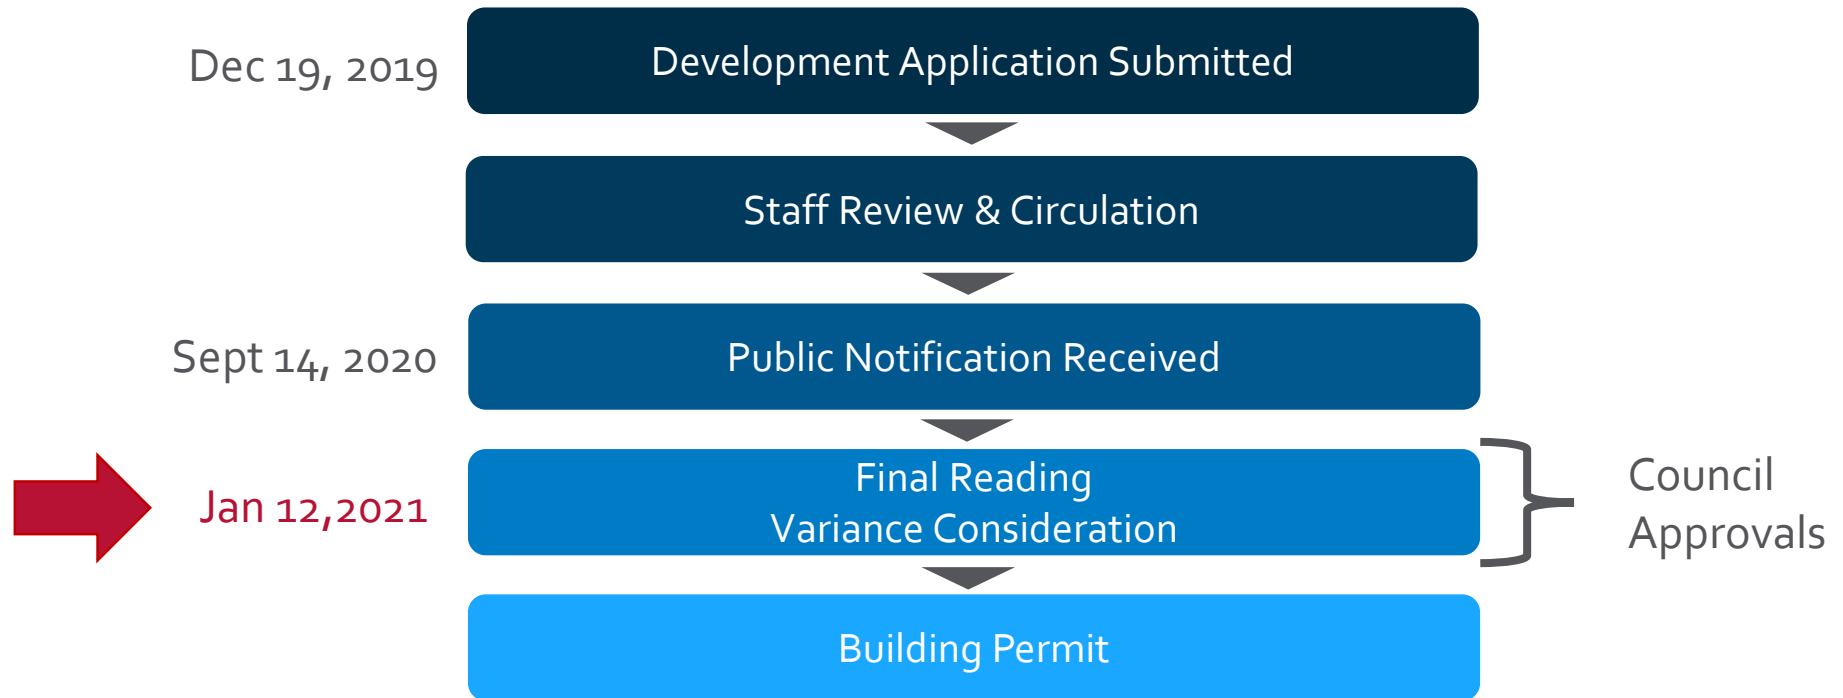 Dec 19, 2019
Development Application Submitted
Staff Review & Circulation
Sept 14, 2020
Public Notification Received
Jan 12,2021
Final Reading
Variance Consideration
Council
Approvals
Building Permit